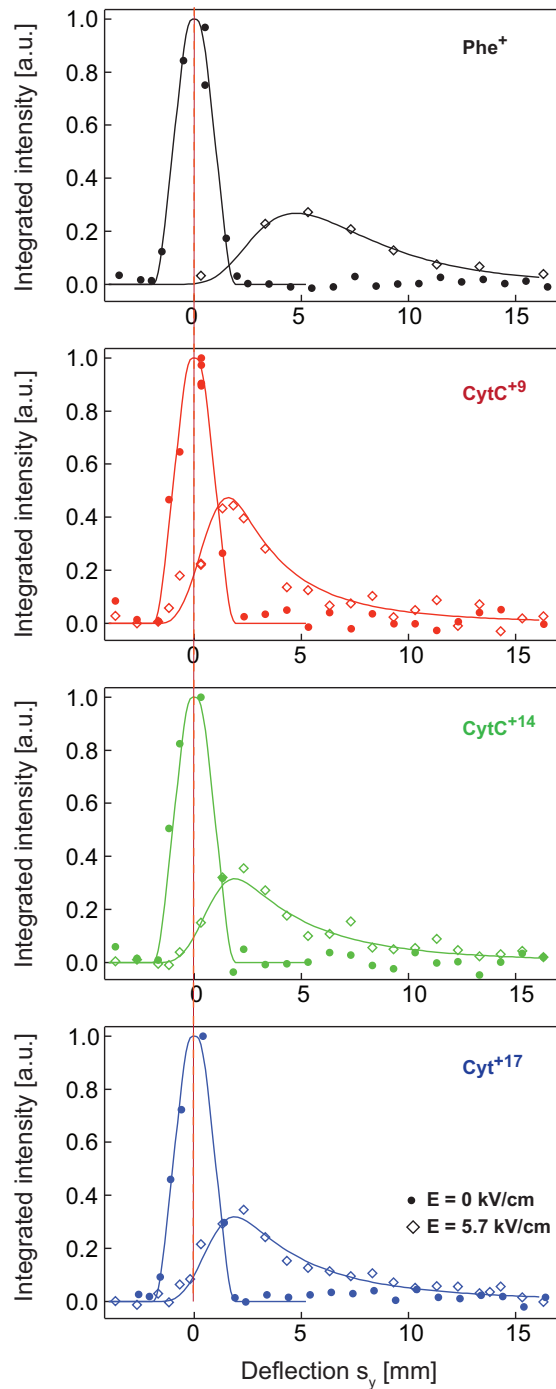 Integrated intensity [a.u.]
1.0
0.8
0.6
0.4
0.2
0.0
Phe⁺
0 5 10 15
Integrated intensity [a.u.]
1.0
0.8
0.6
0.4
0.2
0.0
CytC⁺⁹
0 5 10 15
Integrated intensity [a.u.]
1.0
0.8
0.6
0.4
0.2
0.0
CytC⁺¹⁴
0 5 10 15
Integrated intensity [a.u.]
1.0
0.8
0.6
0.4
0.2
0.0
Cyt⁺¹⁷
E = 0 kV/cm
E = 5.7 kV/cm
0 5 10 15
Deflection s_y [mm]